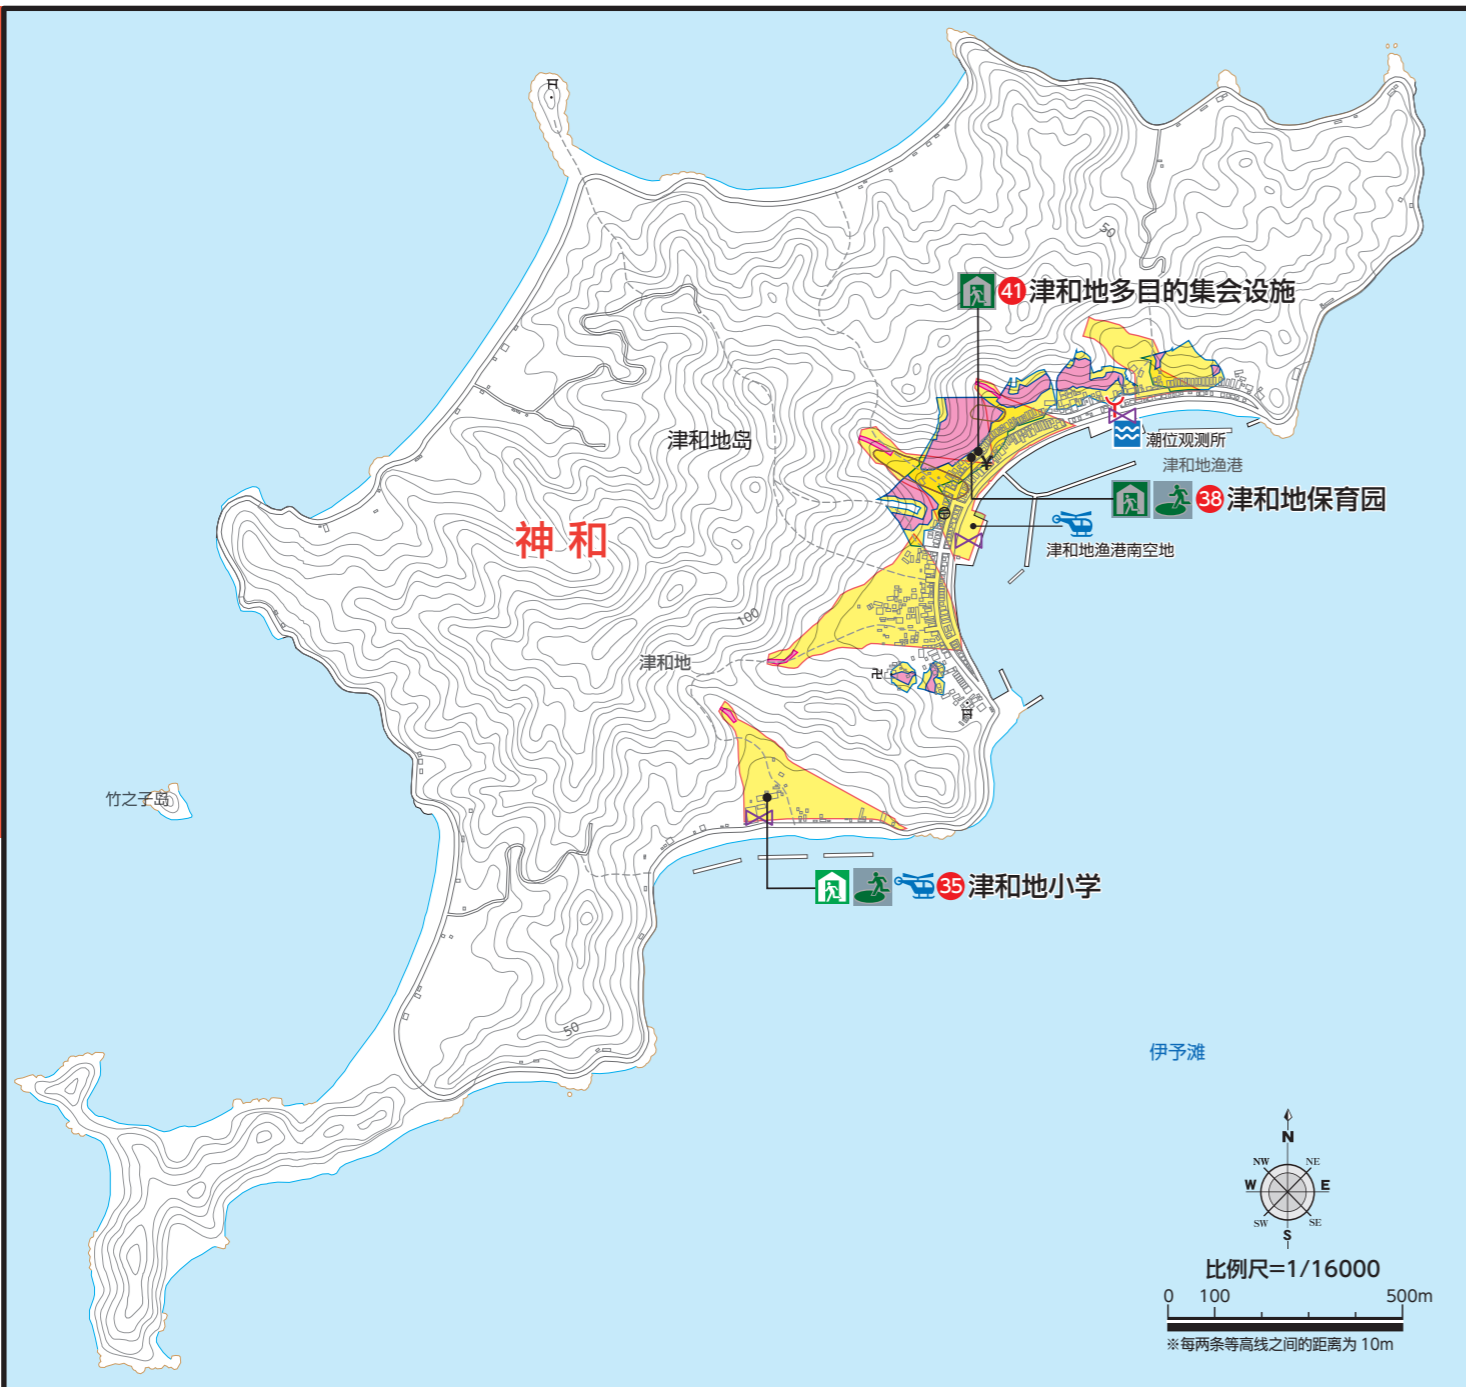 50
41 津和地多目的集会设施
津和地岛
潮位观测所
津和地渔港
38 津和地保育园
神和
津和地渔港南空地
100
津和地
竹之子岛
35 津和地小学
50
伊予滩
N
NW NE
W E
SW SE
S
比例尺=1/16000
0 100 500m
※每两条等高线之间的距离为 10m